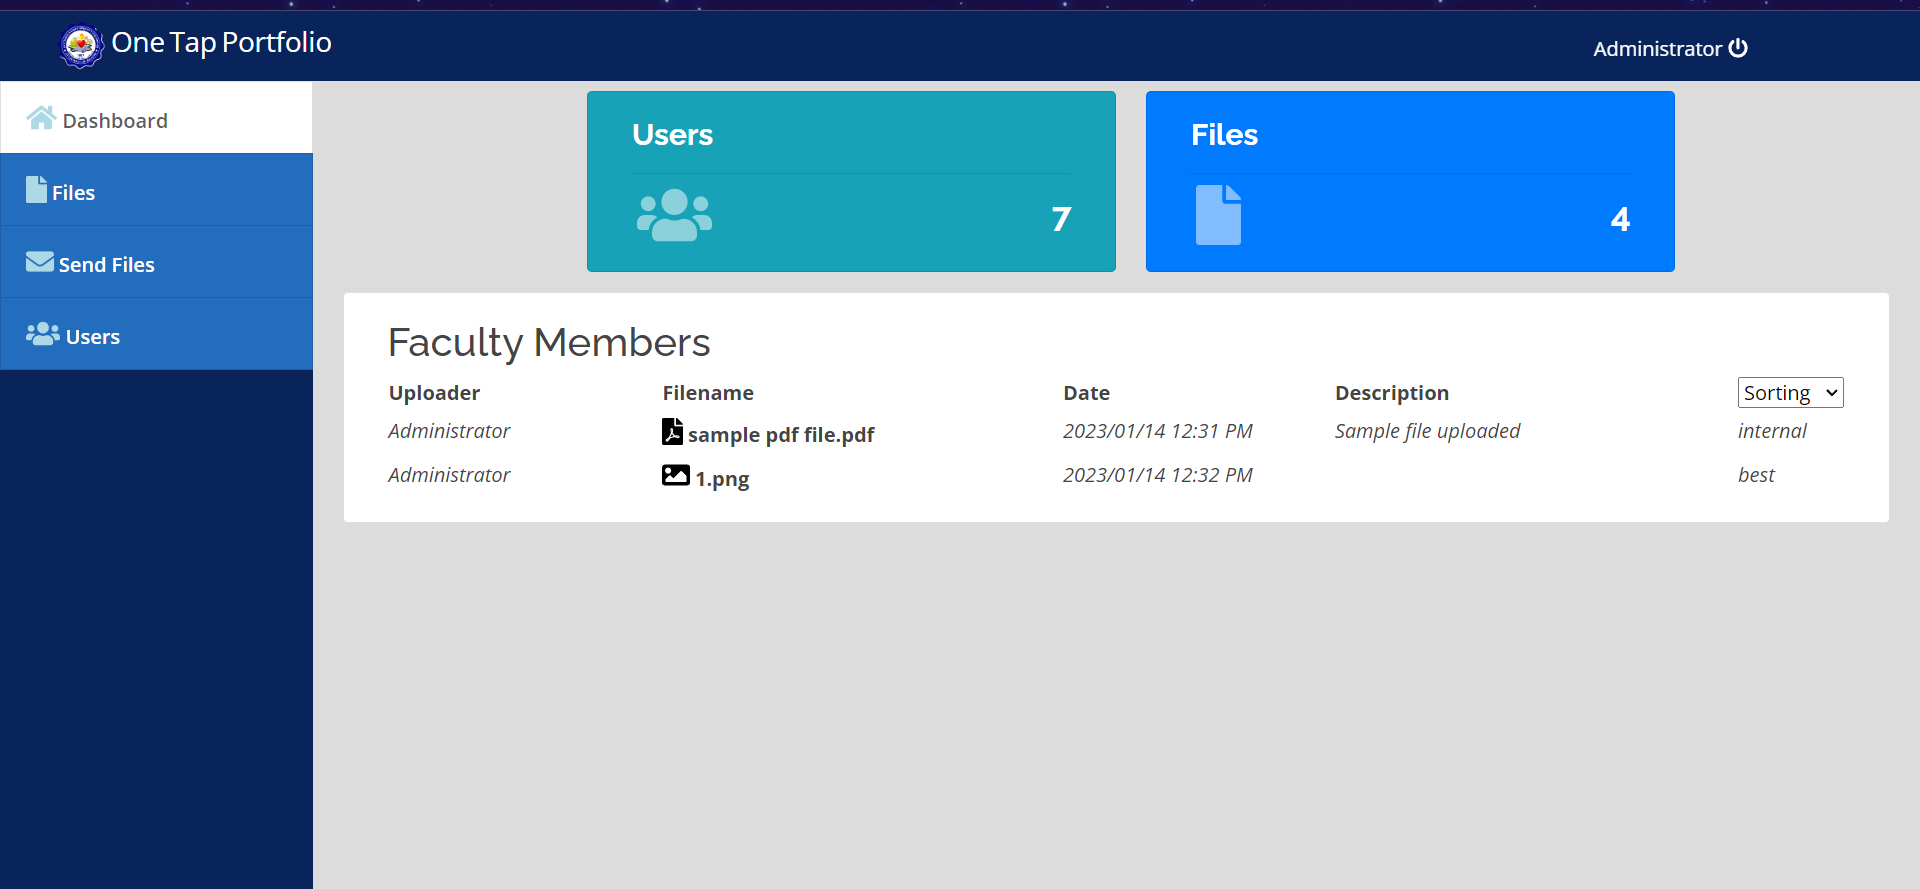 One Tap Portfolio
Administrator
Dashboard
Files
Send Files
Users
Users
7
Files
4
Faculty Members
Uploader Filename Date Description Sorting
Administrator sample pdf file.pdf 2023/01/14 12:31 PM Sample file uploaded internal
Administrator 1.png 2023/01/14 12:32 PM best